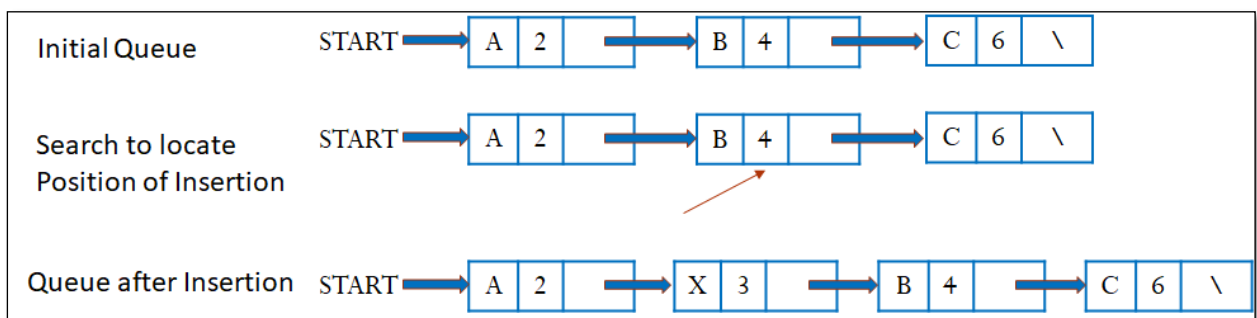 Initial Queue START A 2 B 4 C 6 \
Search to locate
Position of Insertion START A 2 B 4 C 6 \
Queue after Insertion START A 2 X 3 B 4 C 6 \